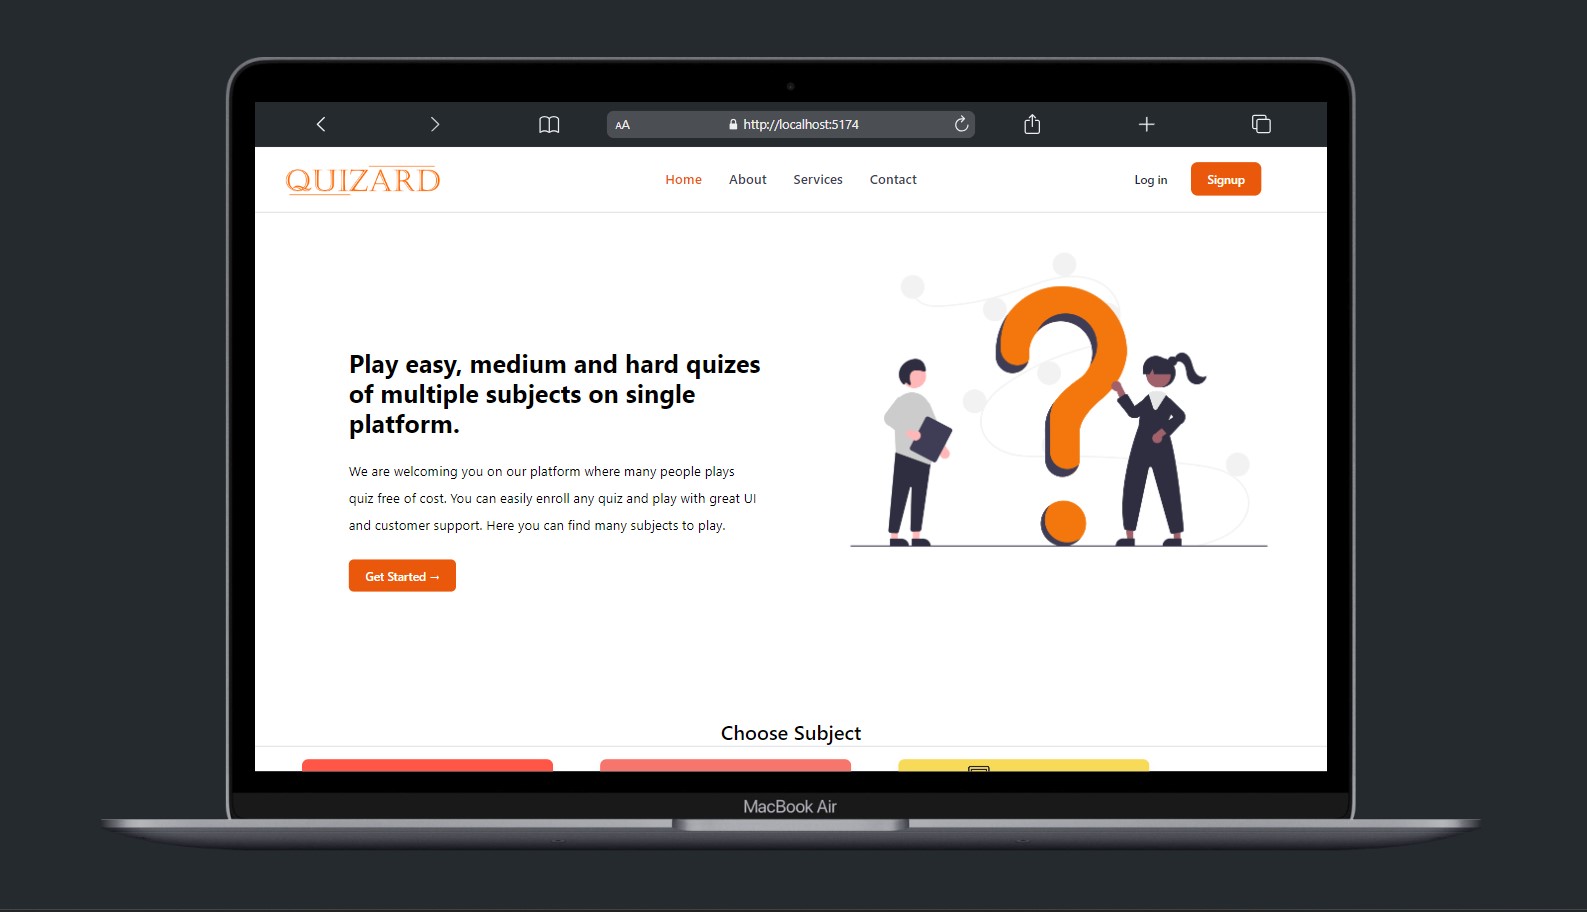 AA http://localhost:5174
QUIZARD Home About Services Contact Log in Signup
Play easy, medium and hard quizes
of multiple subjects on single
platform.
We are welcoming you on our platform where many people plays
quiz free of cost. You can easily enroll any quiz and play with great UI
and customer support. Here you can find many subjects to play.
Get Started →
Choose Subject
MacBook Air